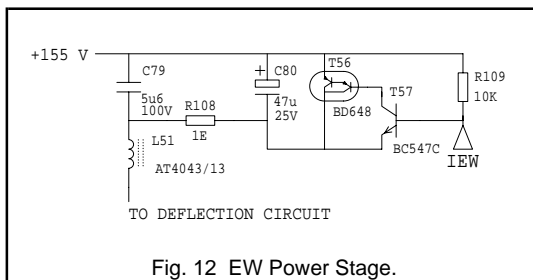 +155 V
C79
5u6
100V
R108
1E
+
C80
47u
25V
T56
BD648
T57
BC547C
R109
10K
IEW
L51
AT4043/13
TO DEFLECTION CIRCUIT
Fig. 12 EW Power Stage.